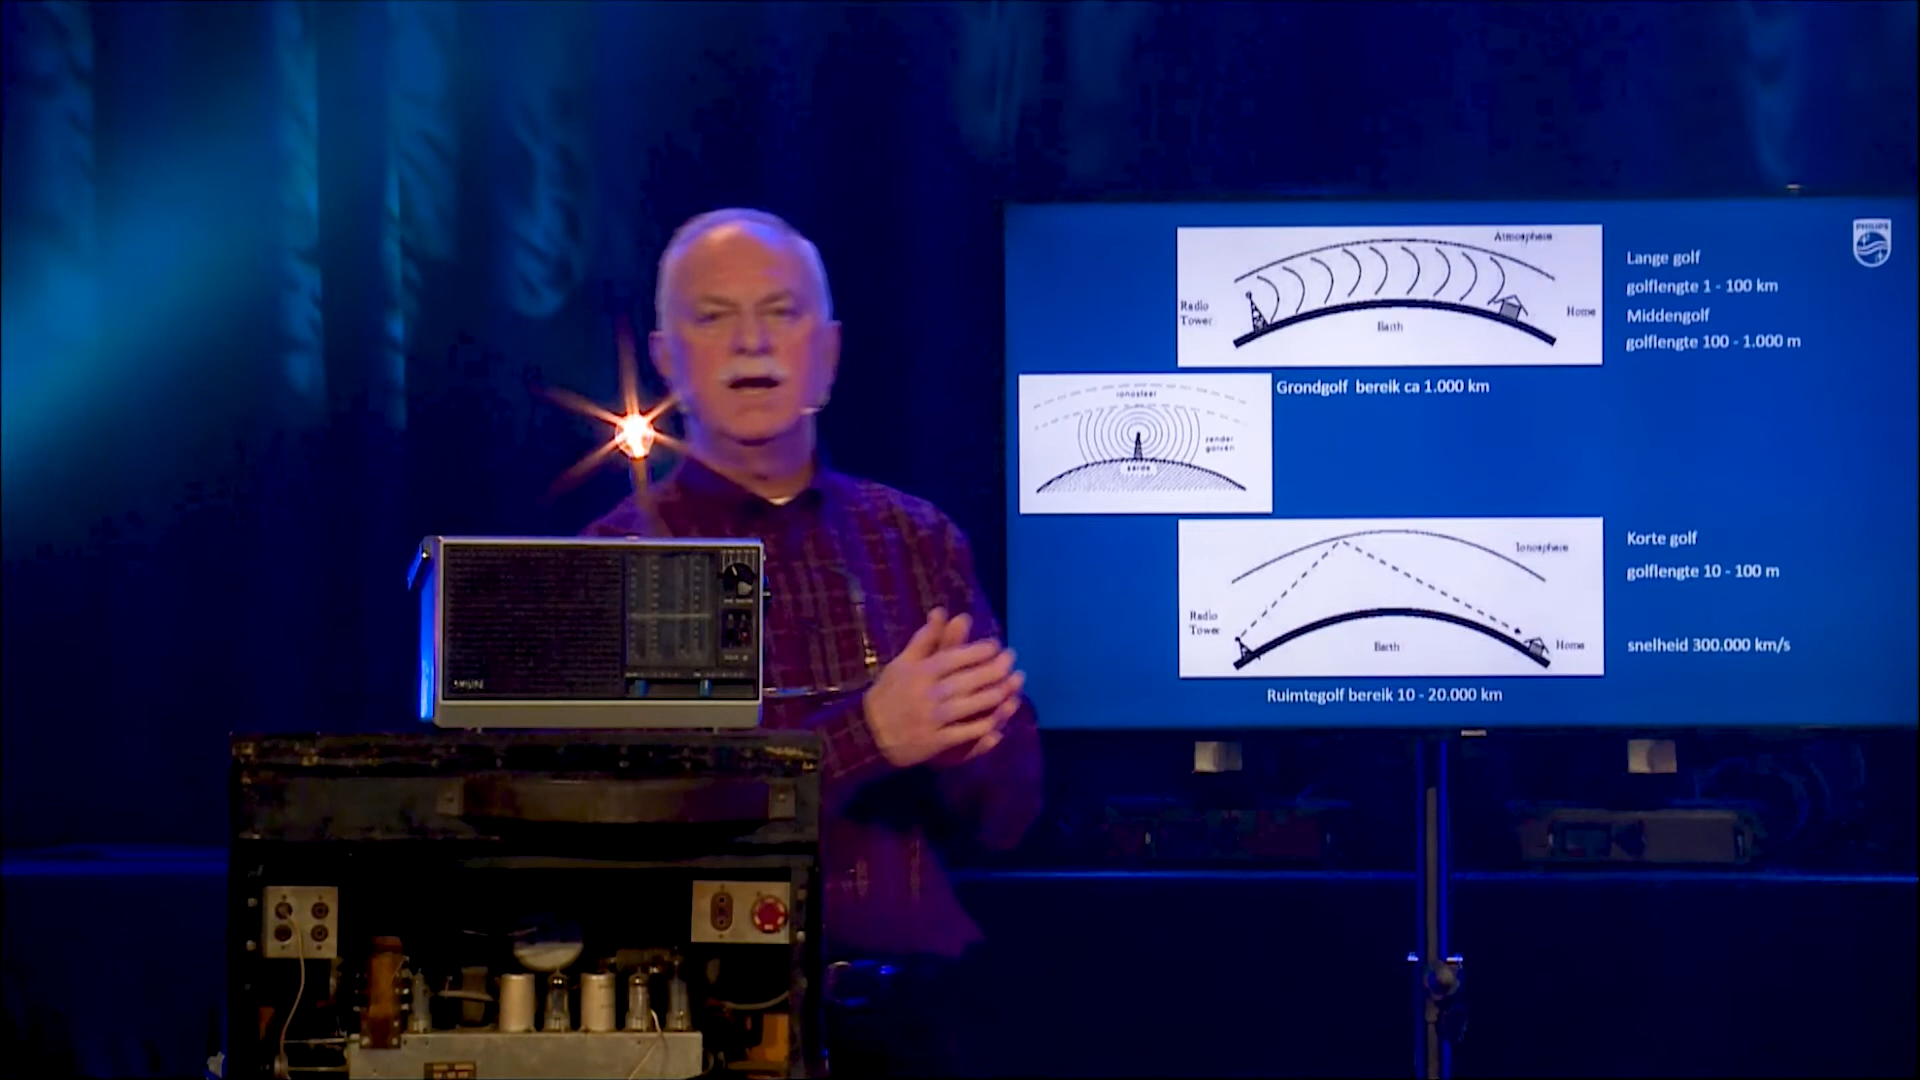 PHILIPS
Atmosphere
Radio
Tower
Earth
Home
Lange golf
golflengte 1 - 100 km
Middengolf
golflengte 100 - 1.000 m
Grondgolf bereik ca 1.000 km
ionosfeer
zender
golven
aarde
Ionosphere
Radio
Tower
Earth
Home
Korte golf
golflengte 10 - 100 m
snelheid 300.000 km/s
Ruimtegolf bereik 10 - 20.000 km